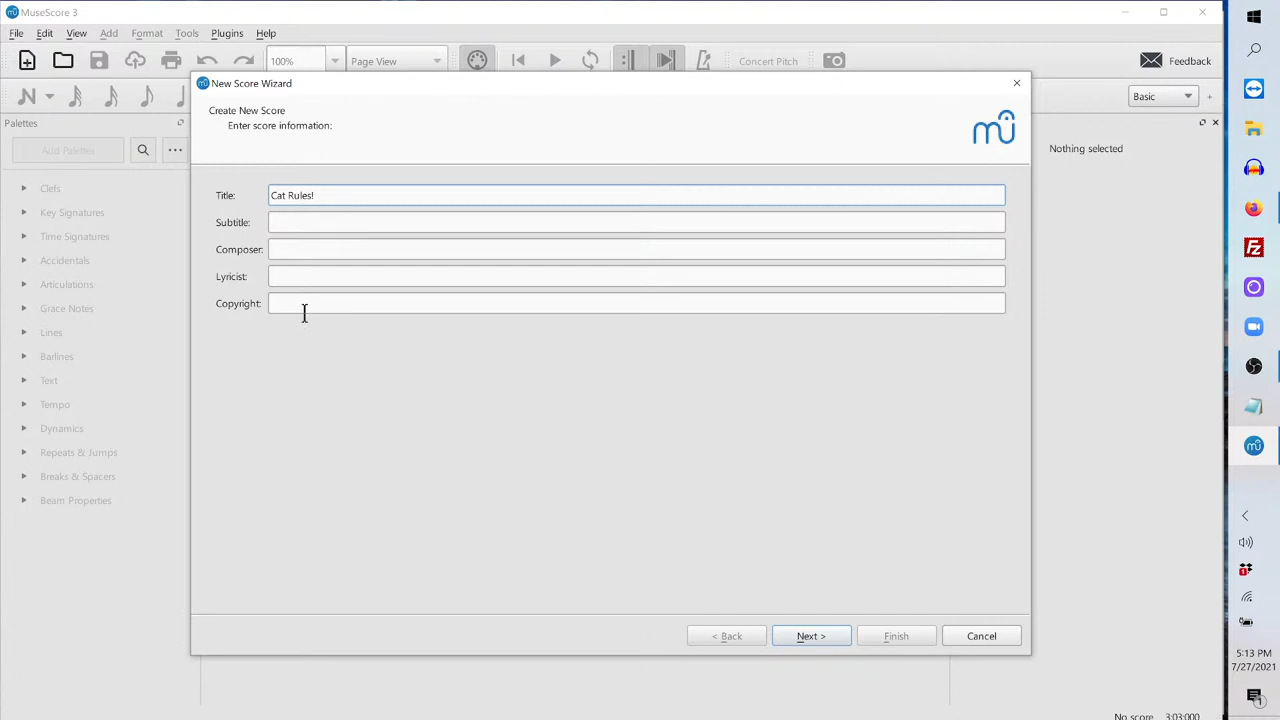 MuseScore 3
File Edit View Add Format Tools Plugins Help
100% Page View Concert Pitch Feedback
Basic
Palettes
Add Palettes
Clefs
Key Signatures
Time Signatures
Accidentals
Articulations
Grace Notes
Lines
Barlines
Text
Tempo
Dynamics
Repeats & Jumps
Breaks & Spacers
Beam Properties
New Score Wizard
Create New Score
Enter score information:
Title: Cat Rules!
Subtitle:
Composer:
Lyricist:
Copyright:
< Back Next > Finish Cancel
Nothing selected
No score 3:03:000
5:13 PM
7/27/2021